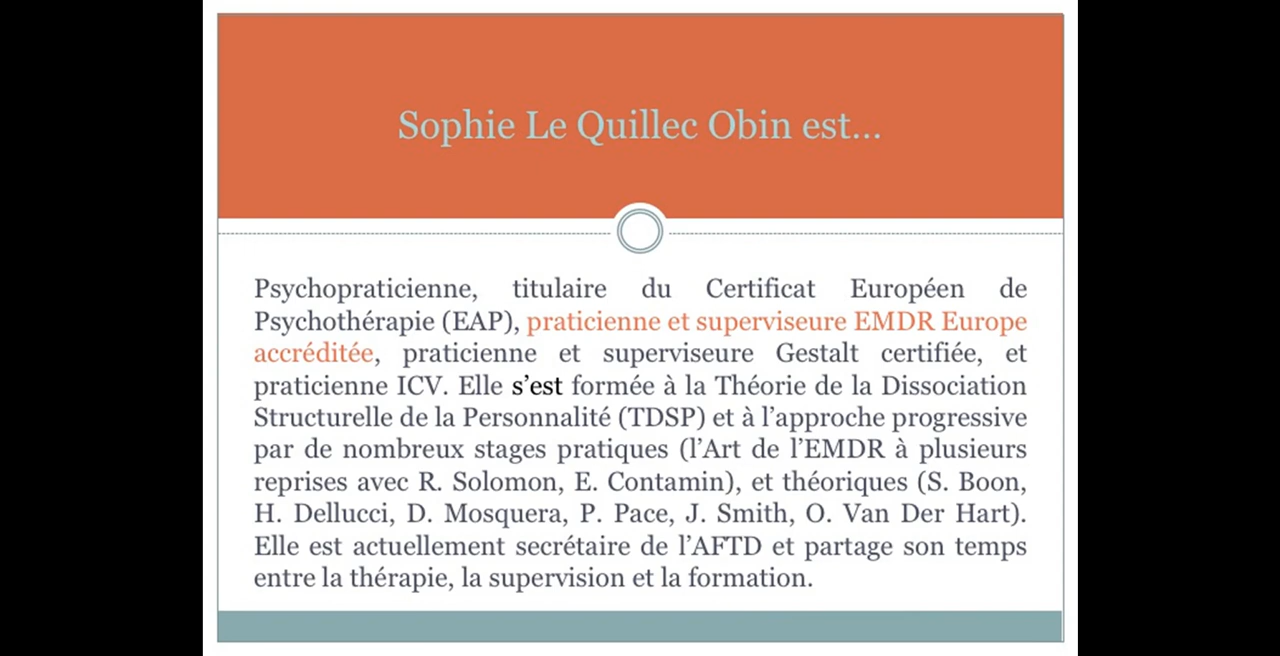 Sophie Le Quillec Obin est…
Psychopraticienne, titulaire du Certificat Européen de
Psychothérapie (EAP), praticienne et superviseure EMDR Europe
accréditée, praticienne et superviseure Gestalt certifiée, et
praticienne ICV. Elle s’est formée à la Théorie de la Dissociation
Structurelle de la Personnalité (TDSP) et à l’approche progressive
par de nombreux stages pratiques (l’Art de l’EMDR à plusieurs
reprises avec R. Solomon, E. Contamin), et théoriques (S. Boon,
H. Dellucci, D. Mosquera, P. Pace, J. Smith, O. Van Der Hart).
Elle est actuellement secrétaire de l’AFTD et partage son temps
entre la thérapie, la supervision et la formation.